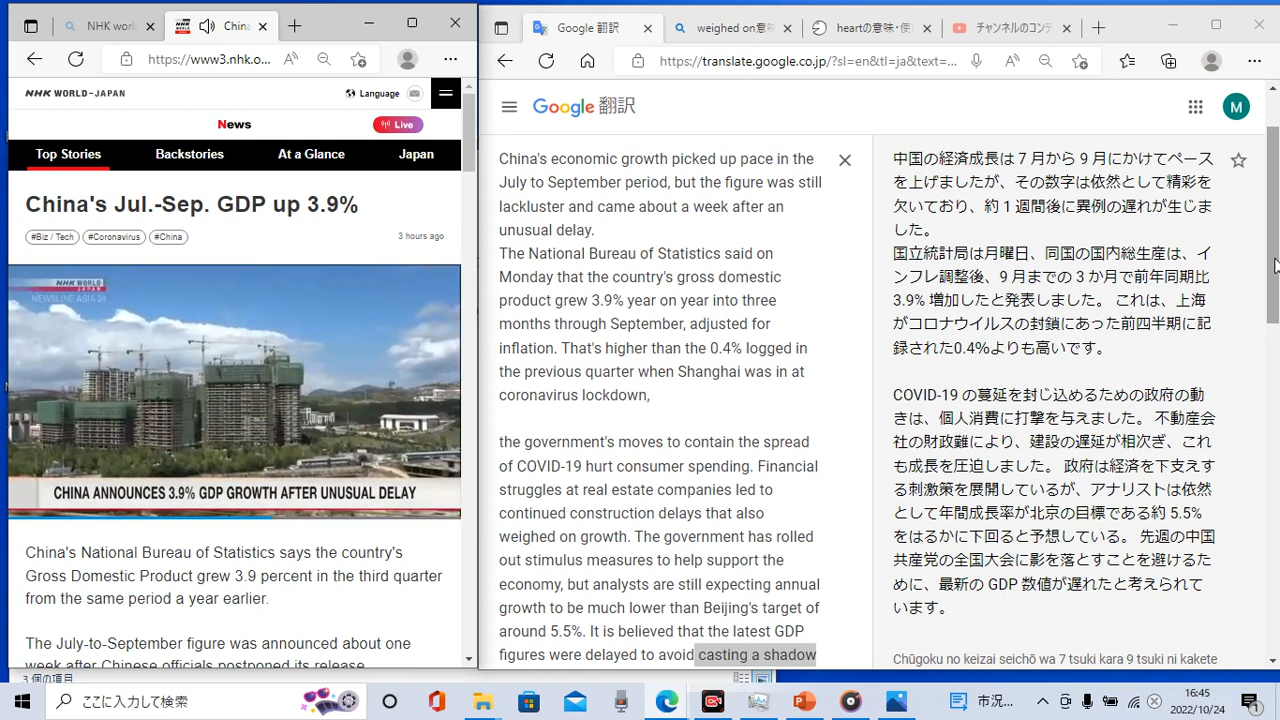 NHK worl
China
https://www3.nhk.o...
NHK WORLD-JAPAN
Language
News
Live
Top Stories
Backstories
At a Glance
Japan
China's Jul.-Sep. GDP up 3.9%
#Biz / Tech
#Coronavirus
#China
3 hours ago
NHK WORLD
JAPAN
NEWSLINE ASIA 24
CHINA ANNOUNCES 3.9% GDP GROWTH AFTER UNUSUAL DELAY
China's National Bureau of Statistics says the country's
Gross Domestic Product grew 3.9 percent in the third quarter
from the same period a year earlier.
The July-to-September figure was announced about one
week after Chinese officials postponed its release
3 個の項目
Google 翻訳
weighed on意
heartの意味・使
チャンネルのコンテ
https://translate.google.co.jp/?sl=en&tl=ja&text=...
Google 翻訳
M
China's economic growth picked up pace in the
July to September period, but the figure was still
lackluster and came about a week after an
unusual delay.
The National Bureau of Statistics said on
Monday that the country's gross domestic
product grew 3.9% year on year into three
months through September, adjusted for
inflation. That's higher than the 0.4% logged in
the previous quarter when Shanghai was in at
coronavirus lockdown,
the government's moves to contain the spread
of COVID-19 hurt consumer spending. Financial
struggles at real estate companies led to
continued construction delays that also
weighed on growth. The government has rolled
out stimulus measures to help support the
economy, but analysts are still expecting annual
growth to be much lower than Beijing's target of
around 5.5%. It is believed that the latest GDP
figures were delayed to avoid casting a shadow
中国の経済成長は 7 月から 9 月にかけてペース
を上げましたが、その数字は依然として精彩を
欠いており、約 1 週間後に異例の遅れが生じま
した。
国立統計局は月曜日、同国の国内総生産は、イ
ンフレ調整後、9 月までの 3 か月で前年同期比
3.9% 増加したと発表しました。 これは、上海
がコロナウイルスの封鎖にあった前四半期に記
録された0.4％よりも高いです。
COVID-19 の蔓延を封じ込めるための政府の動
きは、個人消費に打撃を与えました。 不動産会
社の財政難により、建設の遅延が相次ぎ、これ
も成長を圧迫しました。 政府は経済を下支えす
る刺激策を展開しているが、アナリストは依然
として年間成長率が北京の目標である約 5.5%
をはるかに下回ると予想している。 先週の中国
共産党の全国大会に影を落とすことを避けるた
めに、最新の GDP 数値が遅れたと考えられて
います。
Chūgoku no keizai seichō wa 7 tsuki kara 9 tsuki ni kakete
ここに入力して検索
市況...
16:45
2022/10/24
1